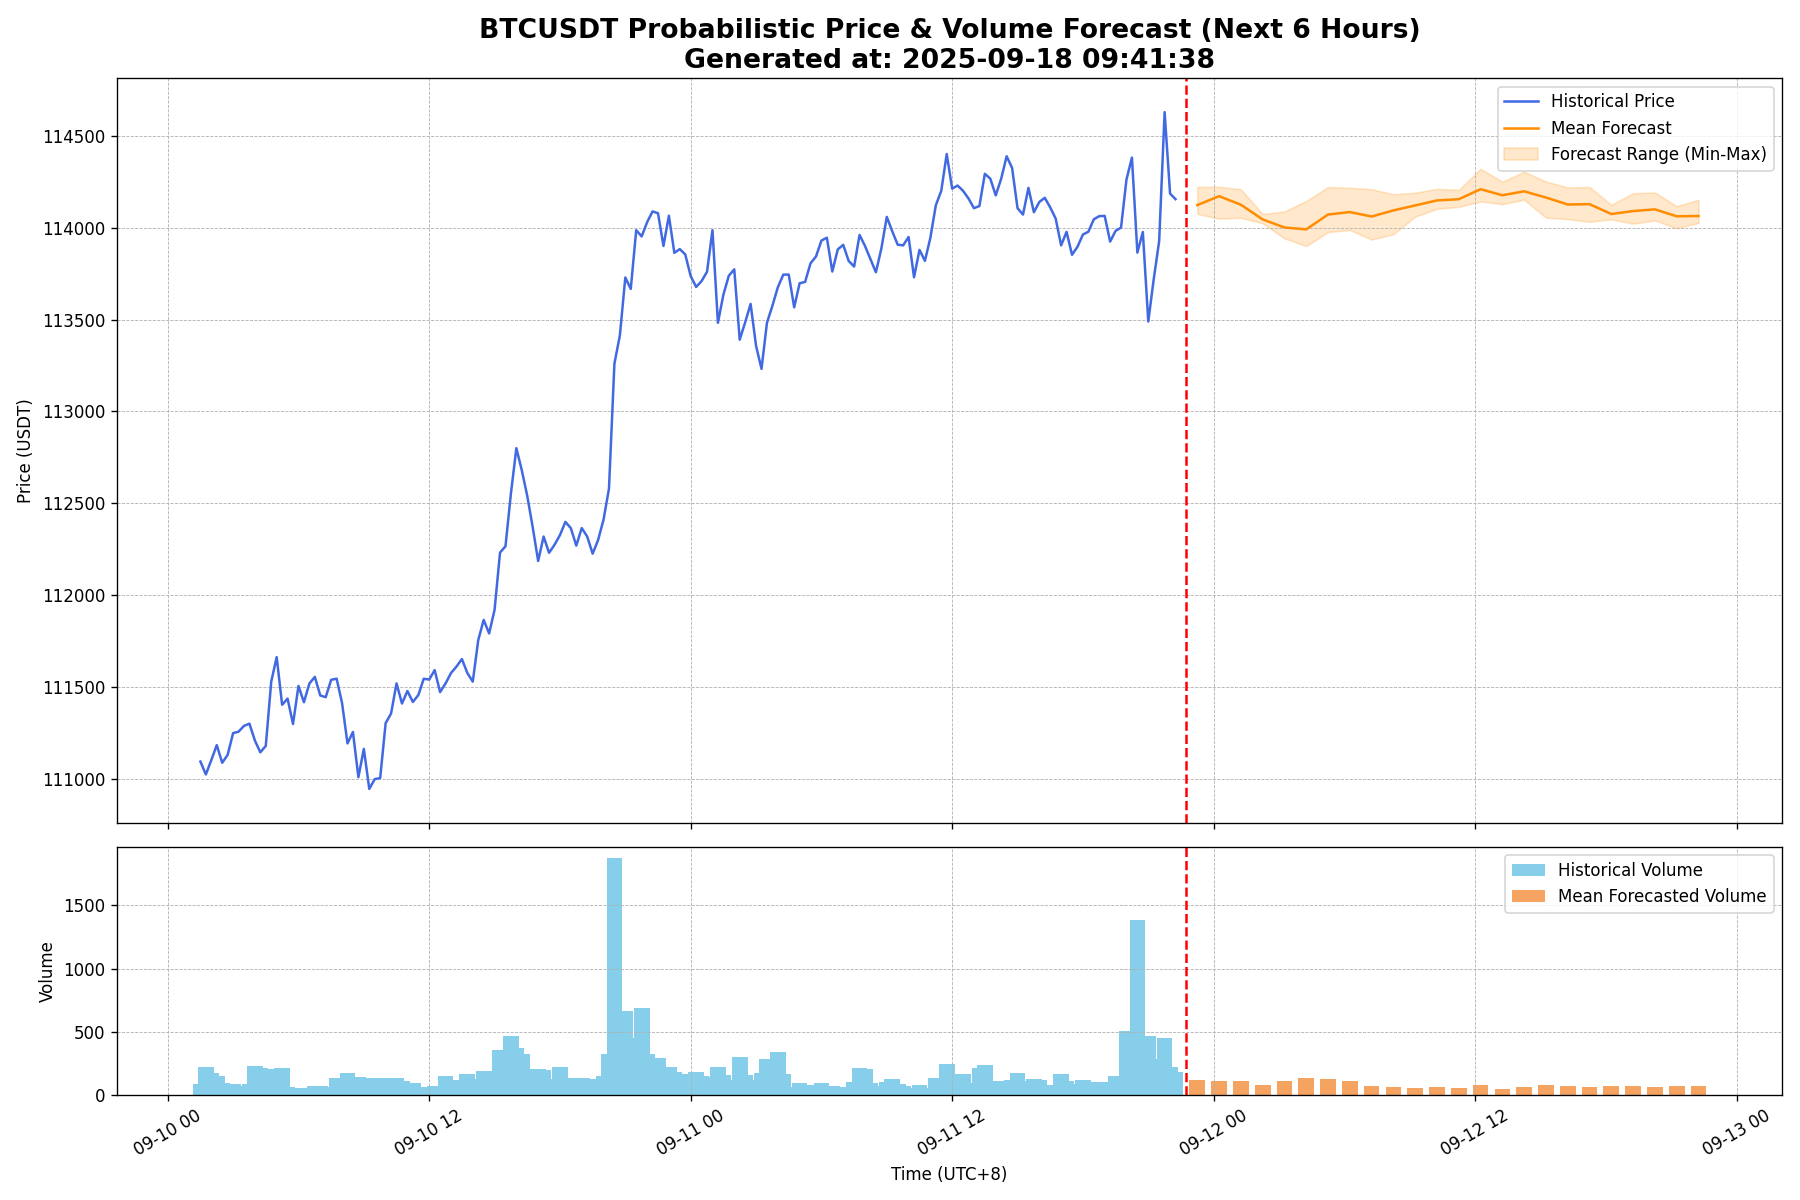 BTCUSDT Probabilistic Price & Volume Forecast (Next 6 Hours)
Generated at: 2025-09-18 09:41:38
Historical Price
Mean Forecast
Forecast Range (Min-Max)
114500
114000
113500
113000
112500
112000
111500
111000
Price (USDT)
Historical Volume
Mean Forecasted Volume
1500
1000
500
0
Volume
09-10 00
09-10 12
09-11 00
09-11 12
09-12 00
09-12 12
09-13 00
Time (UTC+8)